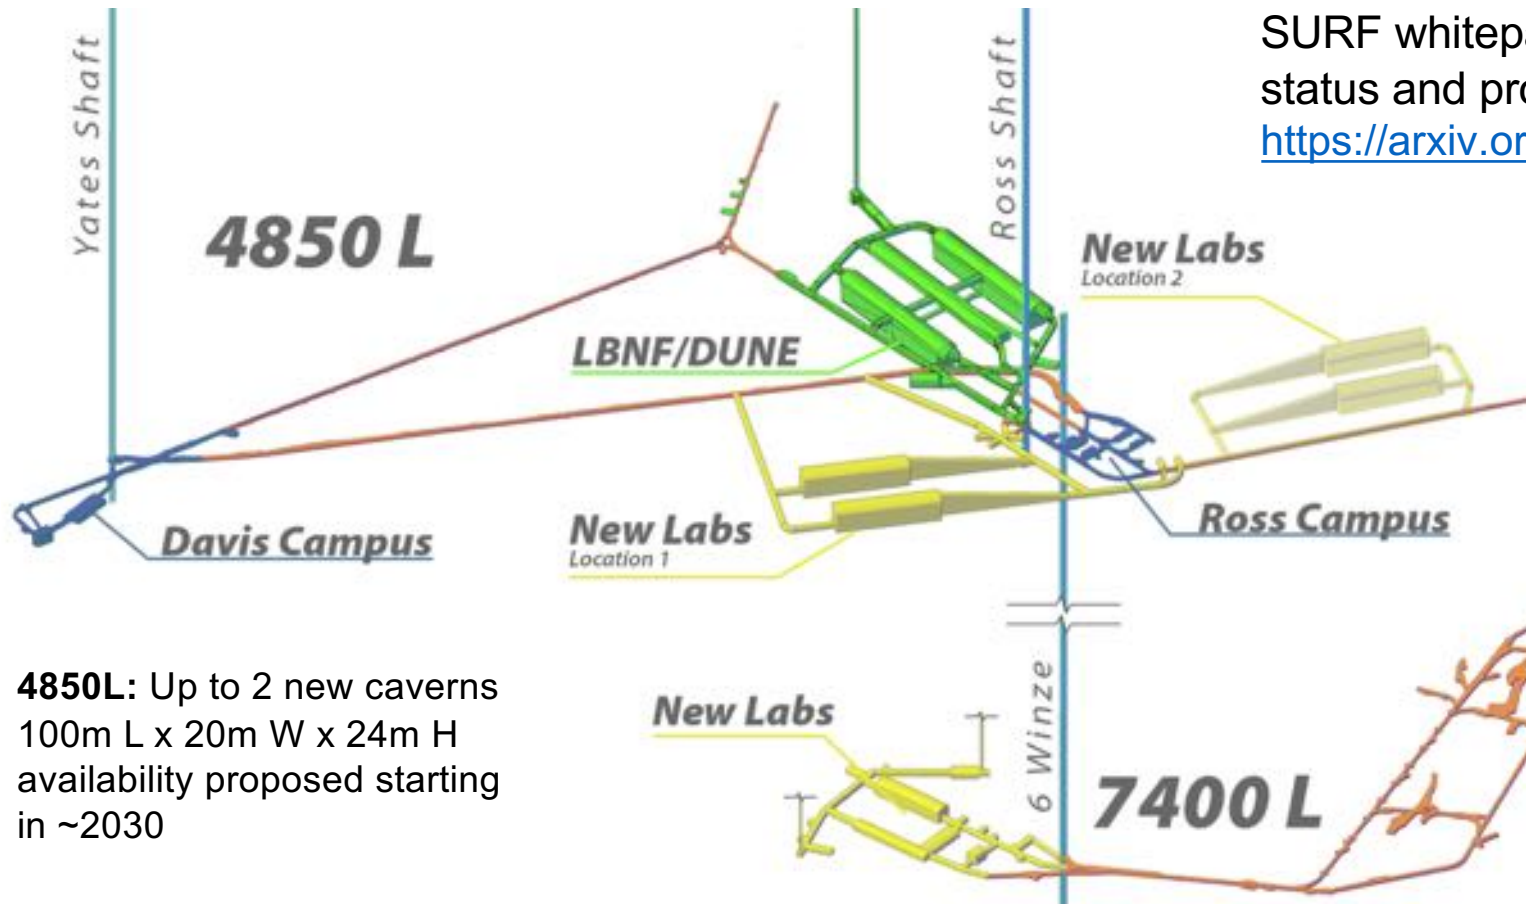 SURF whitepa
status and pro
https://arxiv.or
Yates Shaft
4850 L
Ross Shaft
New Labs
Location 2
LBNF/DUNE
New Labs
Location 1
Ross Campus
Davis Campus
4850L: Up to 2 new caverns
100m L x 20m W x 24m H
availability proposed starting
in ~2030
New Labs
6 Winze
7400 L